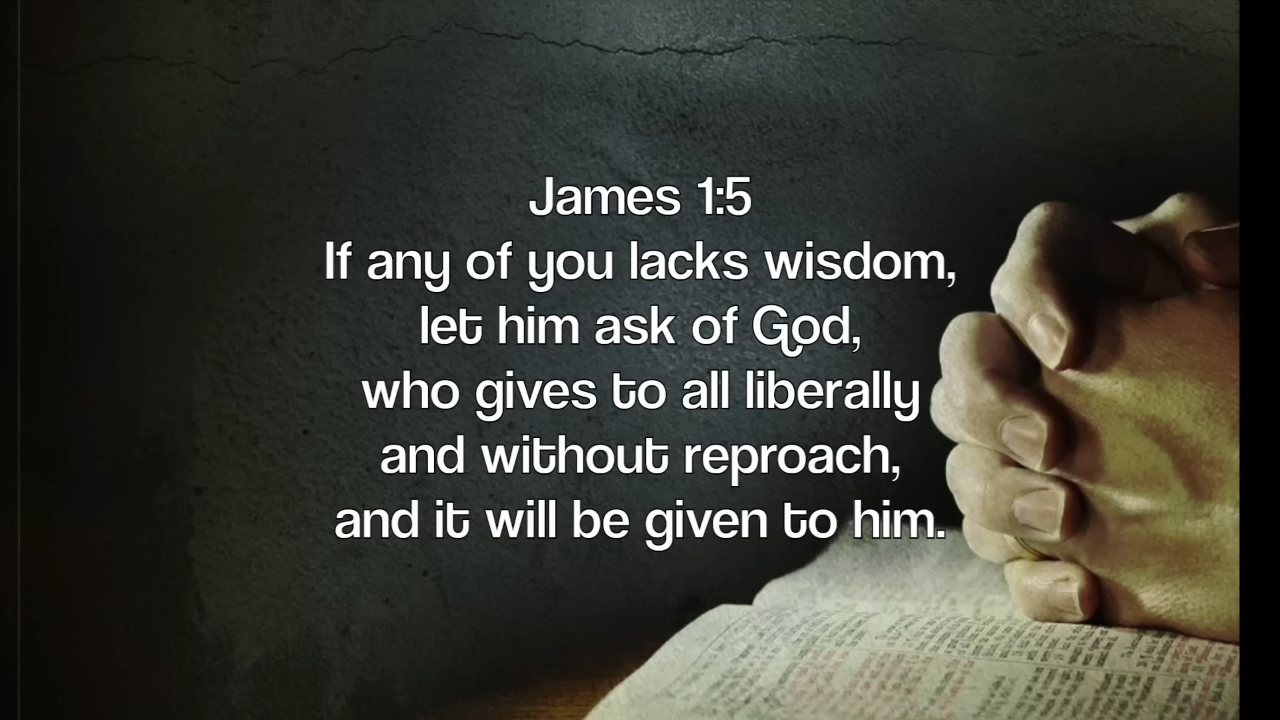 James 1:5
If any of you lacks wisdom,
let him ask of God,
who gives to all liberally
and without reproach,
and it will be given to him.